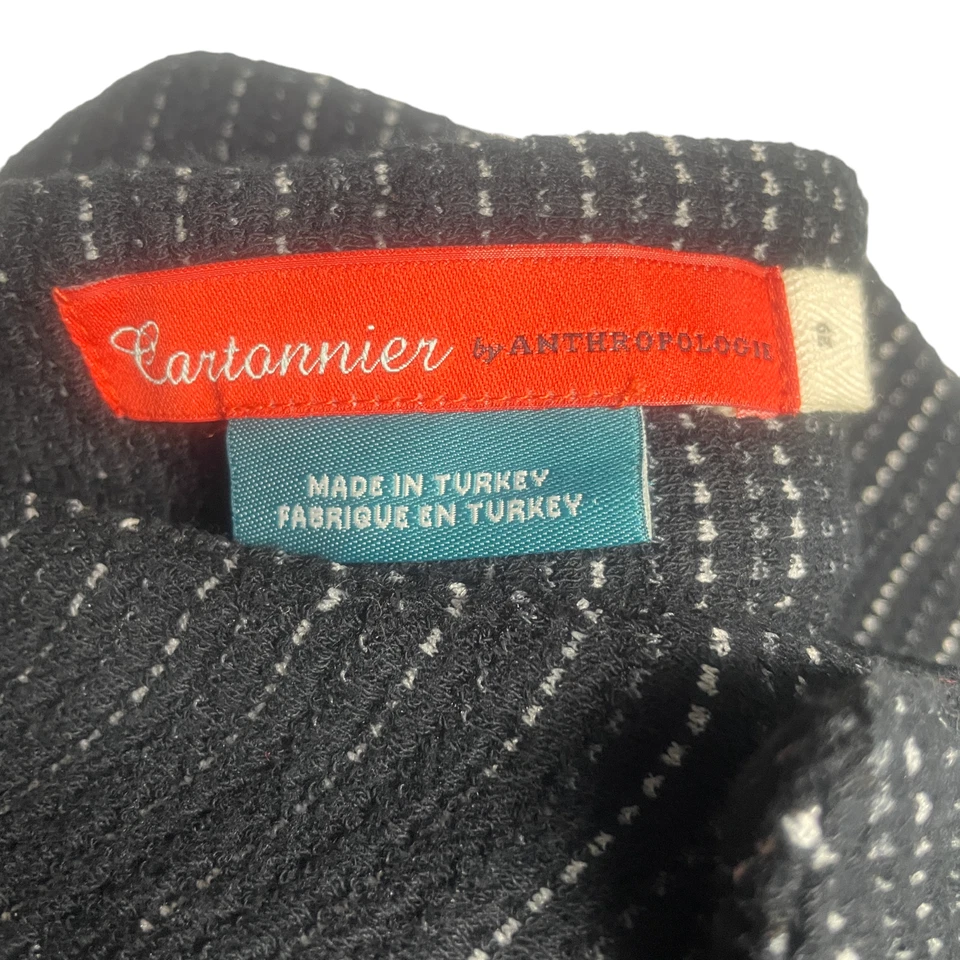 Cartonnier by ANTHROPOLOGIE
MADE IN TURKEY
FABRIQUE EN TURKEY